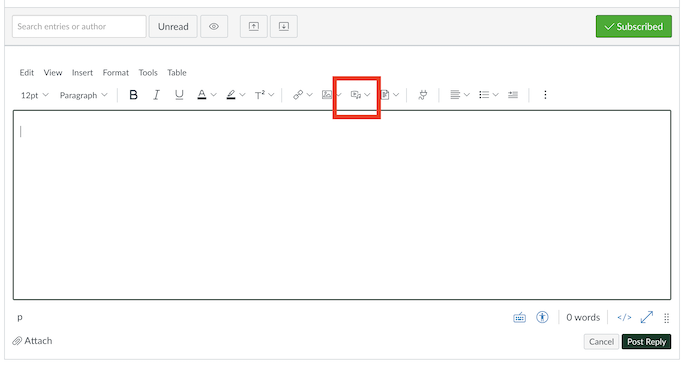 Search entries or author Unread Subscribed
Edit View Insert Format Tools Table
12pt Paragraph B I U A T²
p 0 words </>
Attach Cancel Post Reply